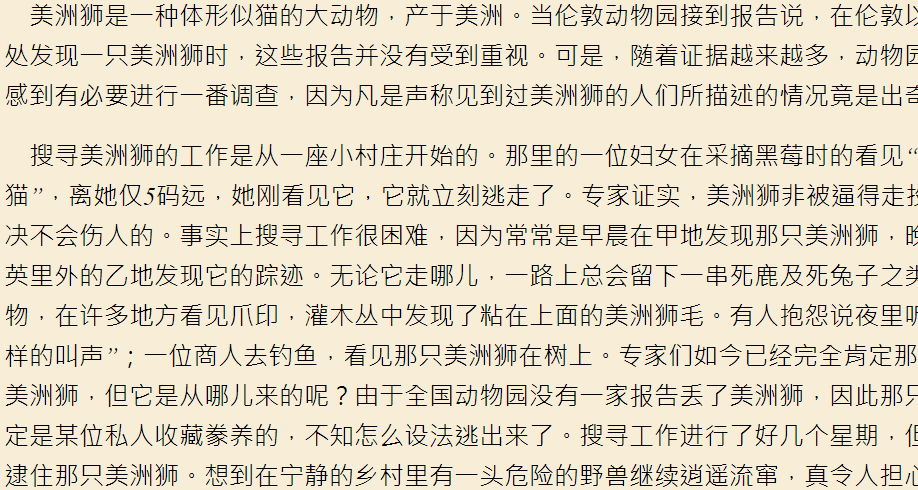 美洲狮是一种体形似猫的大动物，产于美洲。当伦敦动物园接到报告说，在伦敦以
处发现一只美洲狮时，这些报告并没有受到重视。可是，随着证据越来越多，动物园
感到有必要进行一番调查，因为凡是声称见到过美洲狮的人们所描述的情况竟是出奇
搜寻美洲狮的工作是从一座小村庄开始的。那里的一位妇女在采摘黑莓时的看见“
猫”，离她仅5码远，她刚看见它，它就立刻逃走了。专家证实，美洲狮非被逼得走投
决不会伤人的。事实上搜寻工作很困难，因为常常是早晨在甲地发现那只美洲狮，晚
英里外的乙地发现它的踪迹。无论它走哪儿，一路上总会留下一串死鹿及死兔子之类
物，在许多地方看见爪印，灌木丛中发现了粘在上面的美洲狮毛。有人抱怨说夜里听
样的叫声”；一位商人去钓鱼，看见那只美洲狮在树上。专家们如今已经完全肯定那
美洲狮，但它是从哪儿来的呢？由于全国动物园没有一家报告丢了美洲狮，因此那只
定是某位私人收藏豢养的，不知怎么设法逃出来了。搜寻工作进行了好几个星期，但
逮住那只美洲狮。想到在宁静的乡村里有一头危险的野兽继续逍遥流窜，真令人担心